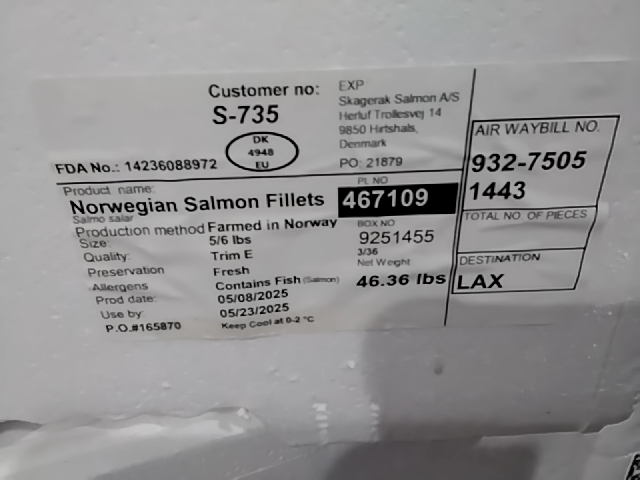 Customer no:
S-735
DK
4948
EU
FDA No.: 14236088972
EXP
Skagerak Salmon A/S
Herluf Trollesvej 14
9850 Hirtshals,
Denmark
PO: 21879
Product name:
Norwegian Salmon Fillets
Salmo salar
Production method Farmed in Norway
Size: 5/6 lbs
Quality: Trim E
Preservation Fresh
Allergens Contains Fish (Salmon)
Prod date: 05/08/2025
Use by: 05/23/2025
P.O.#165870 Keep Cool at 0-2 °C
PL NO
467109
BOX NO
9251455
3/36
Net Weight
46.36 lbs
AIR WAYBILL NO.
932-7505
1443
TOTAL NO. OF PIECES
DESTINATION
LAX